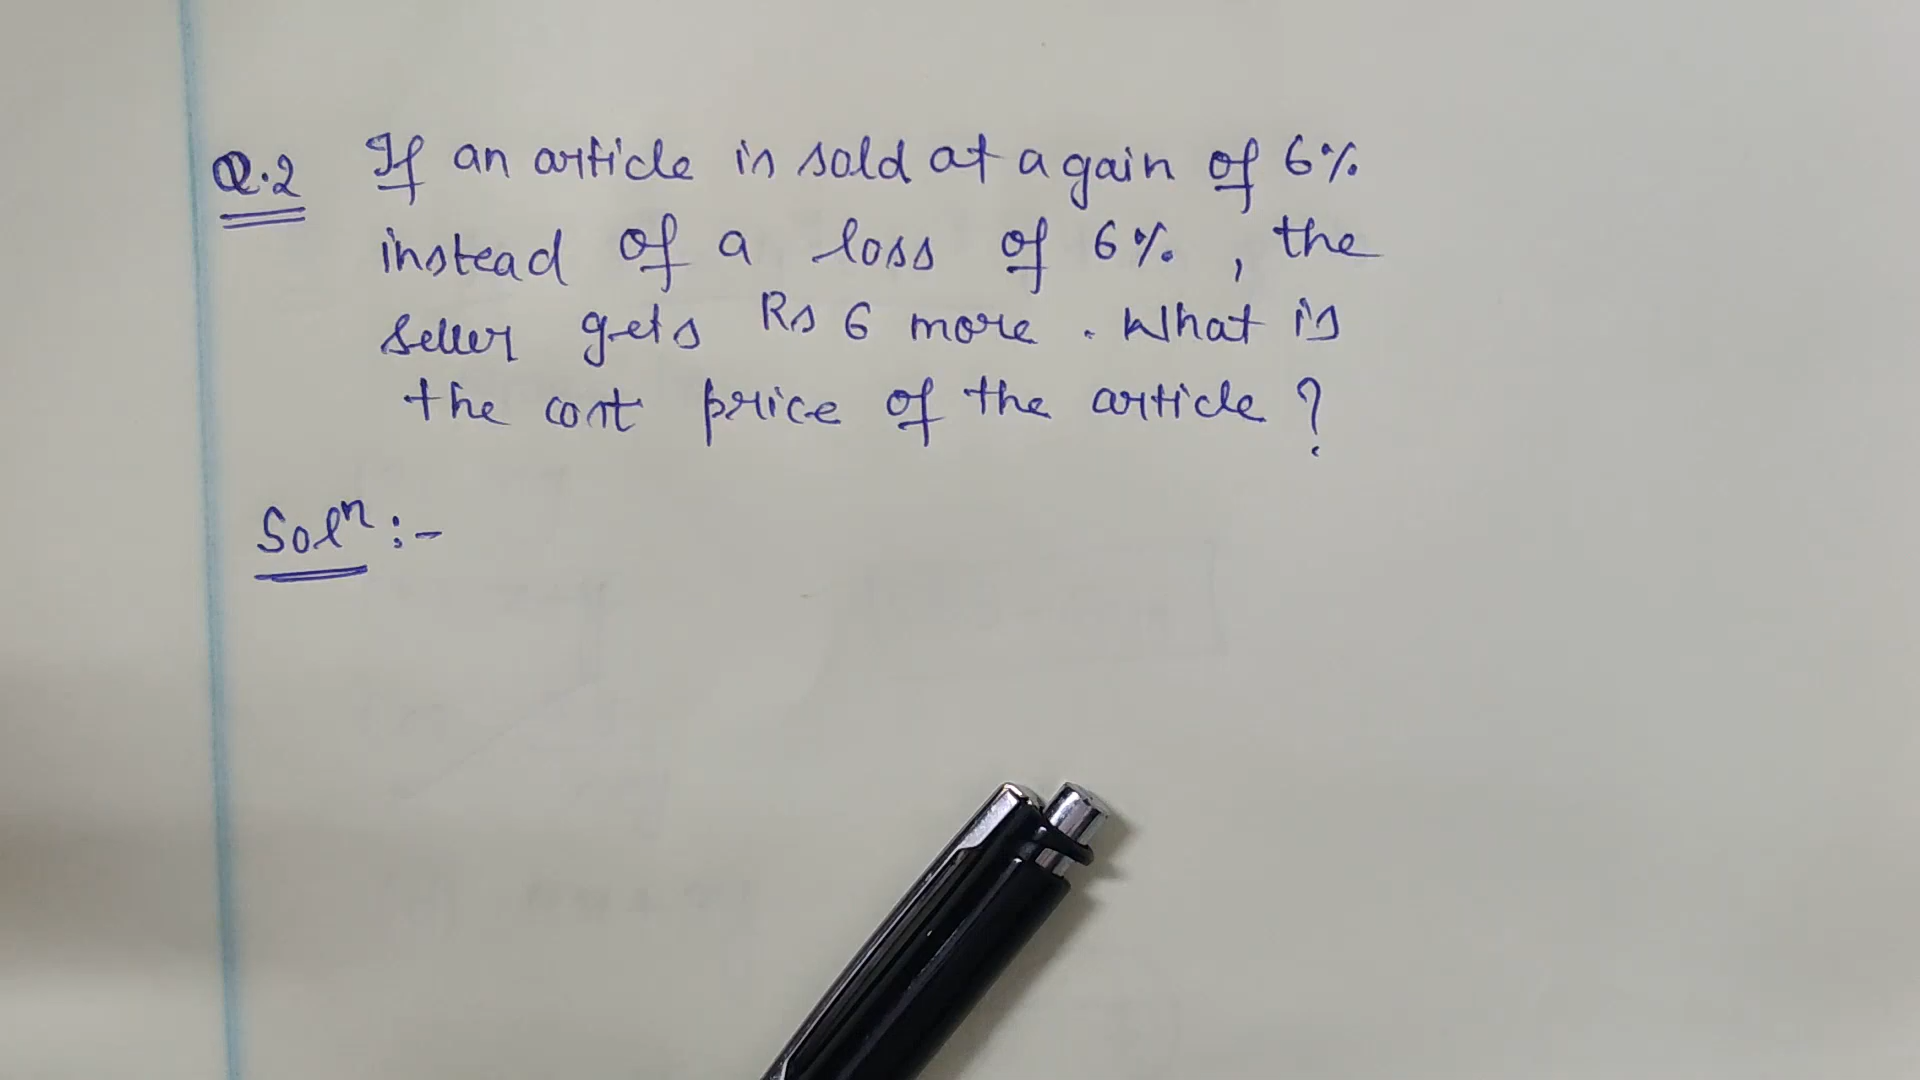 Q.2 If an article is sold at a gain of 6%
instead of a loss of 6%, the
seller gets Rs 6 more. What is
the cost price of the article?
Solⁿ :-